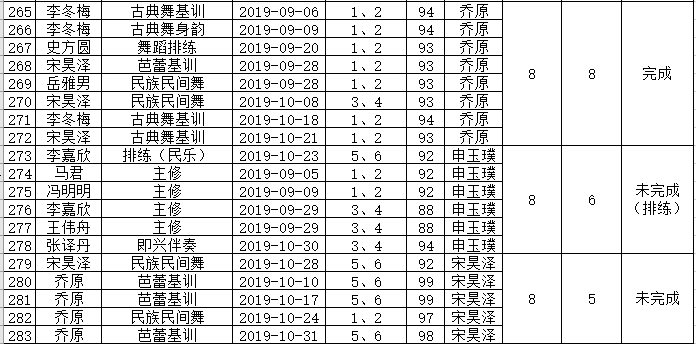 265 李冬梅 古典舞基训 2019-09-06 1、2 94 乔原
266 李冬梅 古典舞身韵 2019-09-09 1、2 94 乔原
267 史方圆 舞蹈排练 2019-09-20 1、2 93 乔原
268 宋昊泽 芭蕾基训 2019-09-28 1、2 93 乔原
269 岳雅男 民族民间舞 2019-09-28 1、2 93 乔原 8 8 完成
270 宋昊泽 民族民间舞 2019-10-08 3、4 93 乔原
271 李冬梅 古典舞基训 2019-10-18 1、2 94 乔原
272 宋昊泽 古典舞基训 2019-10-21 1、2 93 乔原
273 李嘉欣 排练（民乐） 2019-10-23 5、6 92 申玉璞
274 马君 主修 2019-09-05 1、2 92 申玉璞
275 冯明明 主修 2019-09-09 1、2 92 申玉璞 8 6 未完成
276 李嘉欣 主修 2019-09-29 3、4 88 申玉璞 （排练）
277 王伟舟 主修 2019-09-29 3、4 88 申玉璞
278 张译丹 即兴伴奏 2019-10-30 3、4 94 申玉璞
279 宋昊泽 民族民间舞 2019-10-28 5、6 92 宋昊泽
280 乔原 芭蕾基训 2019-10-10 5、6 99 宋昊泽
281 乔原 芭蕾基训 2019-10-17 5、6 99 宋昊泽 8 5 未完成
282 乔原 民族民间舞 2019-10-24 1、2 97 宋昊泽
283 乔原 芭蕾基训 2019-10-31 5、6 98 宋昊泽